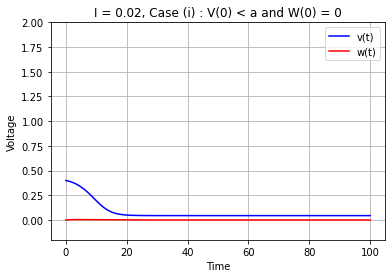 I = 0.02, Case (i) : V(0) < a and W(0) = 0
2.00
1.75
1.50
1.25
1.00
0.75
0.50
0.25
0.00
Voltage
v(t)
w(t)
0 20 40 60 80 100
Time